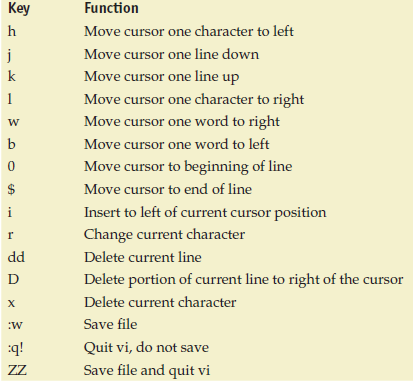 Key Function
h Move cursor one character to left
j Move cursor one line down
k Move cursor one line up
l Move cursor one character to right
w Move cursor one word to right
b Move cursor one word to left
0 Move cursor to beginning of line
$ Move cursor to end of line
i Insert to left of current cursor position
r Change current character
dd Delete current line
D Delete portion of current line to right of the cursor
x Delete current character
:w Save file
:q! Quit vi, do not save
ZZ Save file and quit vi